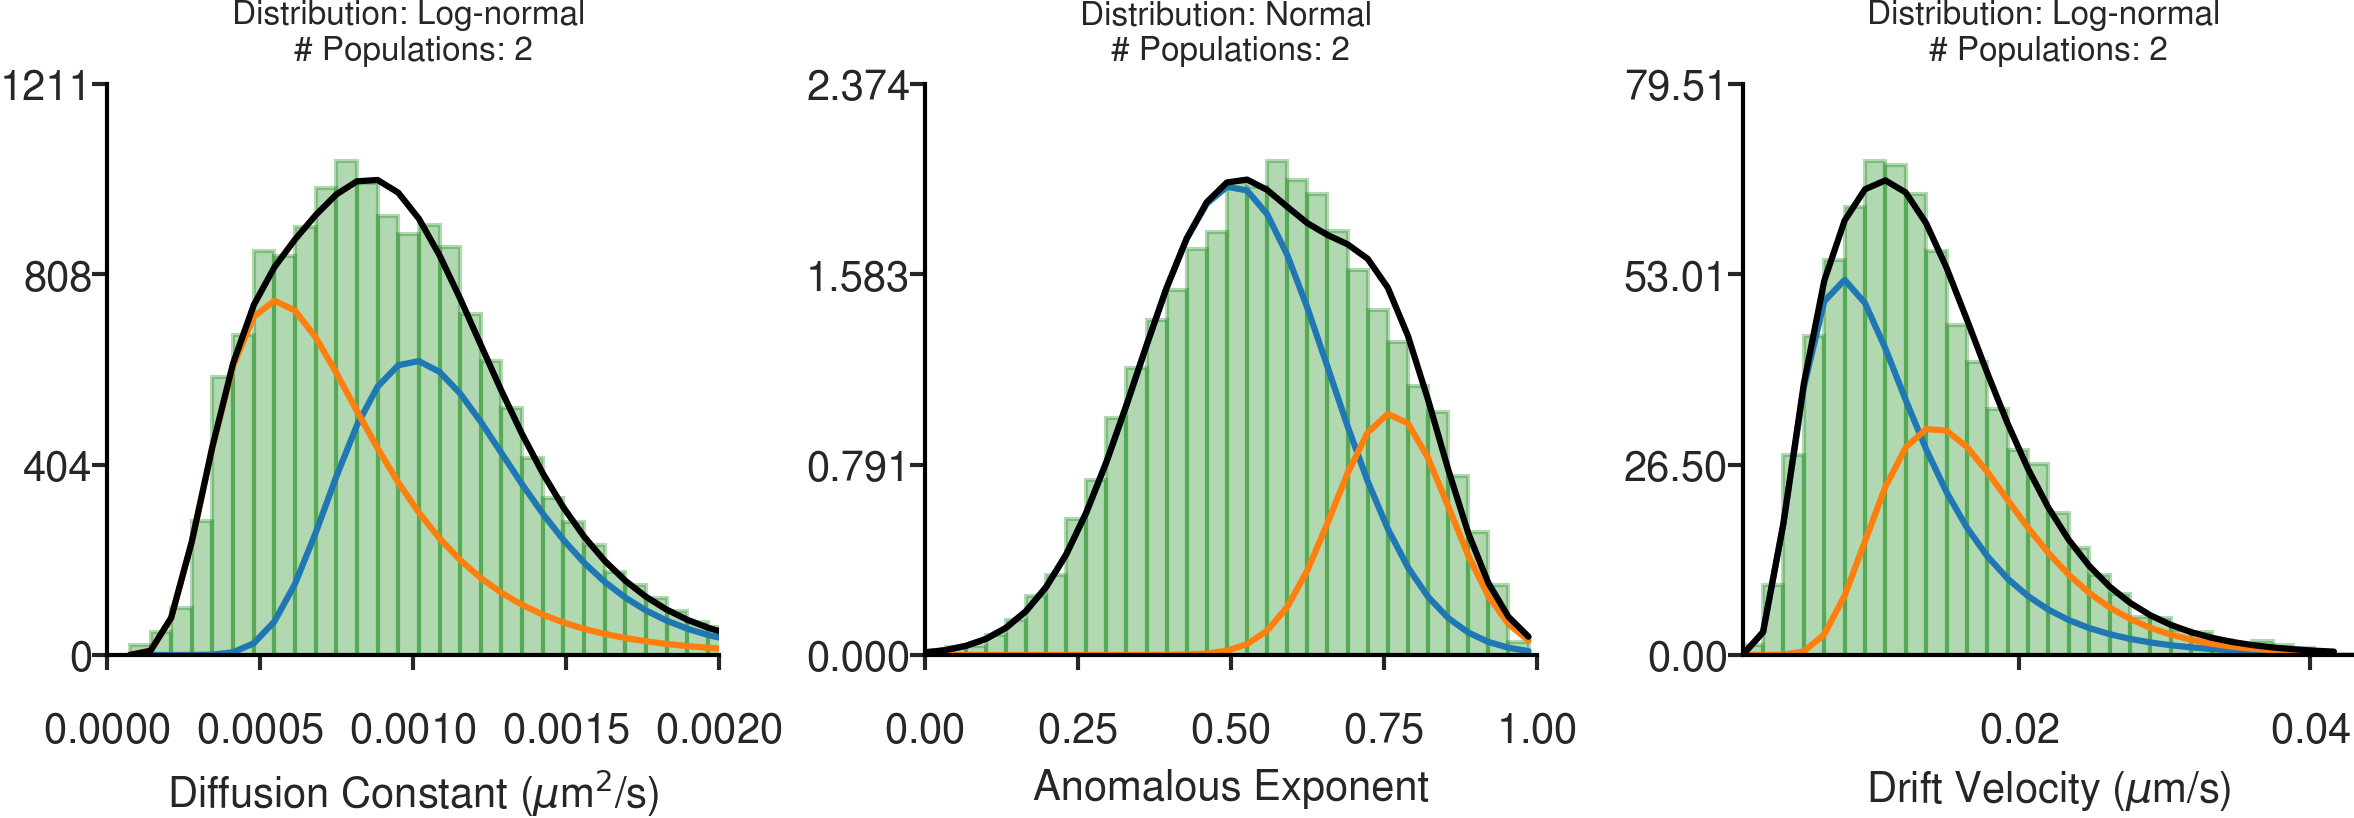 Distribution: Log-normal
# Populations: 2
1211
808
404
0
0.0000 0.0005 0.0010 0.0015 0.0020
Diffusion Constant (μm²/s)
Distribution: Normal
# Populations: 2
2.374
1.583
0.791
0.000
0.00 0.25 0.50 0.75 1.00
Anomalous Exponent
Distribution: Log-normal
# Populations: 2
79.51
53.01
26.50
0.00
0.02 0.04
Drift Velocity (μm/s)